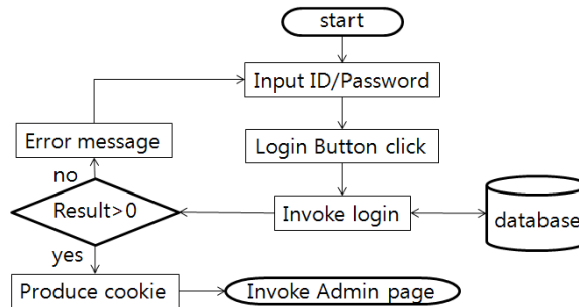 start
Input ID/Password
Error message
Login Button click
no
Result>0
Invoke login
database
yes
Produce cookie
Invoke Admin page